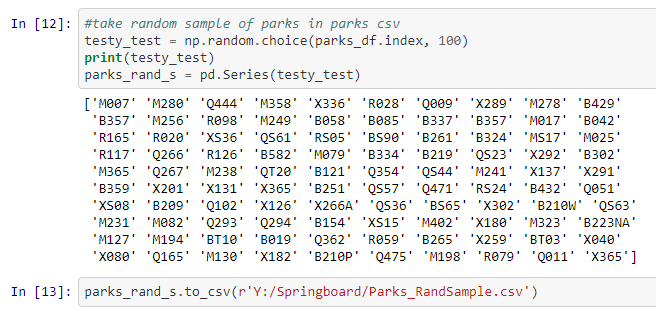 In [12]: #take random sample of parks in parks csv
testy_test = np.random.choice(parks_df.index, 100)
print(testy_test)
parks_rand_s = pd.Series(testy_test)
['M007' 'M280' 'Q444' 'M358' 'X336' 'R028' 'Q009' 'X289' 'M278' 'B429'
'B357' 'M256' 'R098' 'M249' 'B058' 'B085' 'B337' 'B357' 'M017' 'B042'
'R165' 'R020' 'XS36' 'QS61' 'RS05' 'BS90' 'B261' 'B324' 'MS17' 'M025'
'R117' 'Q266' 'R126' 'B582' 'M079' 'B334' 'B219' 'QS23' 'X292' 'B302'
'M365' 'Q267' 'M238' 'QT20' 'B121' 'Q354' 'QS44' 'M241' 'X137' 'X291'
'B359' 'X201' 'X131' 'X365' 'B251' 'QS57' 'Q471' 'RS24' 'B432' 'Q051'
'XS08' 'B209' 'Q102' 'X126' 'X266A' 'QS36' 'BS65' 'X302' 'B210W' 'QS63'
'M231' 'M082' 'Q293' 'Q294' 'B154' 'XS15' 'M402' 'X180' 'M323' 'B223NA'
'M127' 'M194' 'BT10' 'B019' 'Q362' 'R059' 'B265' 'X259' 'BT03' 'X040'
'X080' 'Q165' 'M130' 'X182' 'B210P' 'Q475' 'M198' 'R079' 'Q011' 'X365']
In [13]: parks_rand_s.to_csv(r'Y:/Springboard/Parks_RandSample.csv')